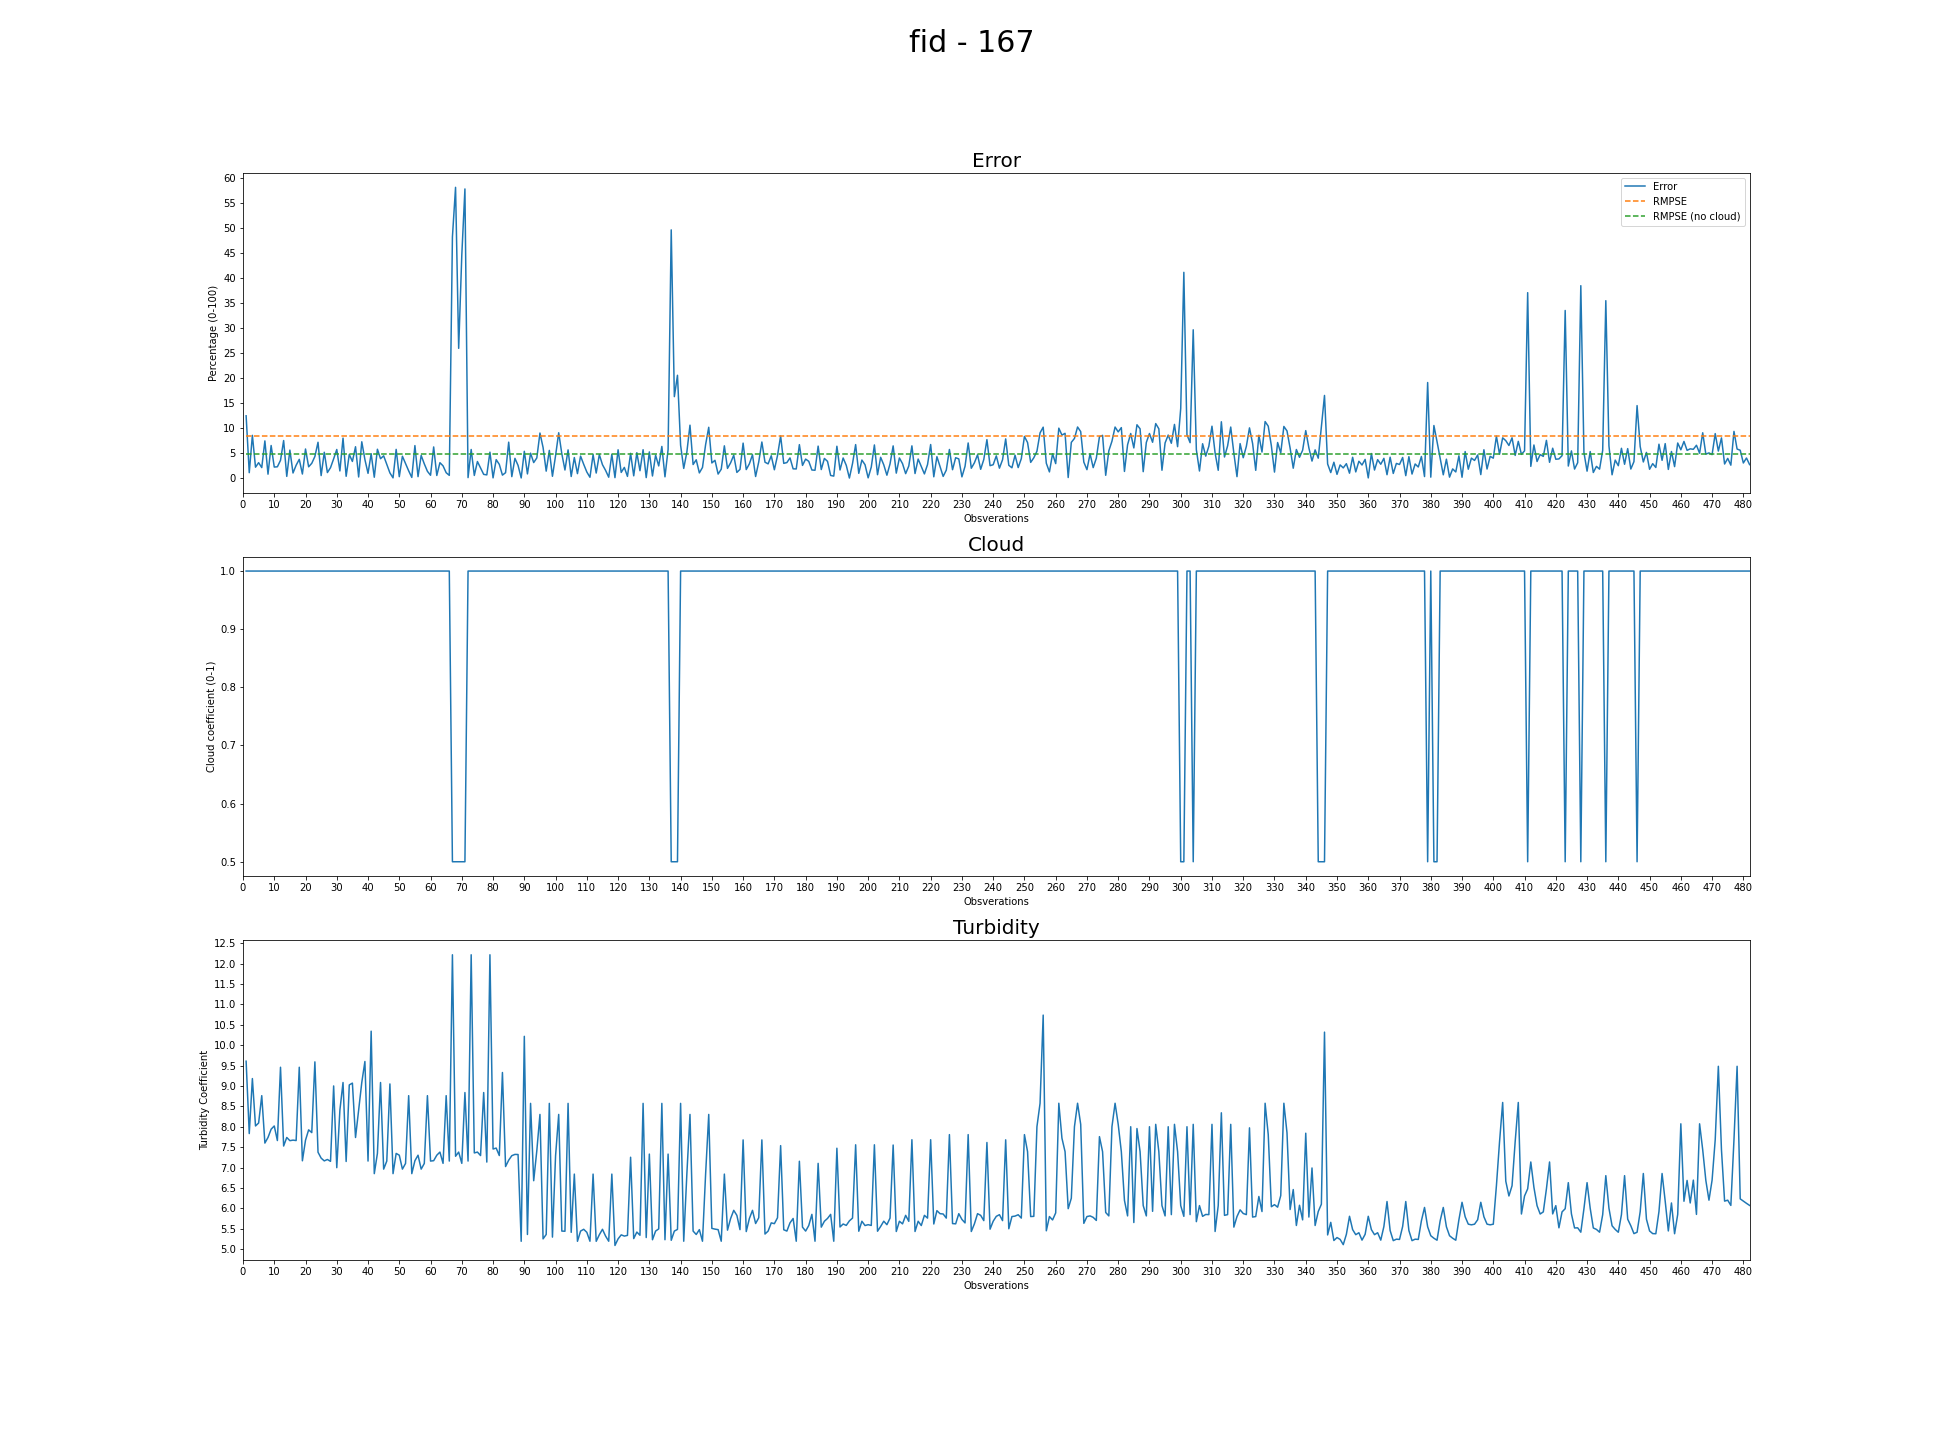 fid - 167
Error
60
55
50
45
40
35
30
25
20
15
10
5
0
Percentage (0-100)
Error
RMPSE
RMPSE (no cloud)
0 10 20 30 40 50 60 70 80 90 100 110 120 130 140 150 160 170 180 190 200 210 220 230 240 250 260 270 280 290 300 310 320 330 340 350 360 370 380 390 400 410 420 430 440 450 460 470 480
Obsverations
Cloud
1.0
0.9
0.8
0.7
0.6
0.5
Cloud coefficient (0-1)
0 10 20 30 40 50 60 70 80 90 100 110 120 130 140 150 160 170 180 190 200 210 220 230 240 250 260 270 280 290 300 310 320 330 340 350 360 370 380 390 400 410 420 430 440 450 460 470 480
Obsverations
Turbidity
12.5
12.0
11.5
11.0
10.5
10.0
9.5
9.0
8.5
8.0
7.5
7.0
6.5
6.0
5.5
5.0
Turbidity Coefficient
0 10 20 30 40 50 60 70 80 90 100 110 120 130 140 150 160 170 180 190 200 210 220 230 240 250 260 270 280 290 300 310 320 330 340 350 360 370 380 390 400 410 420 430 440 450 460 470 480
Obsverations